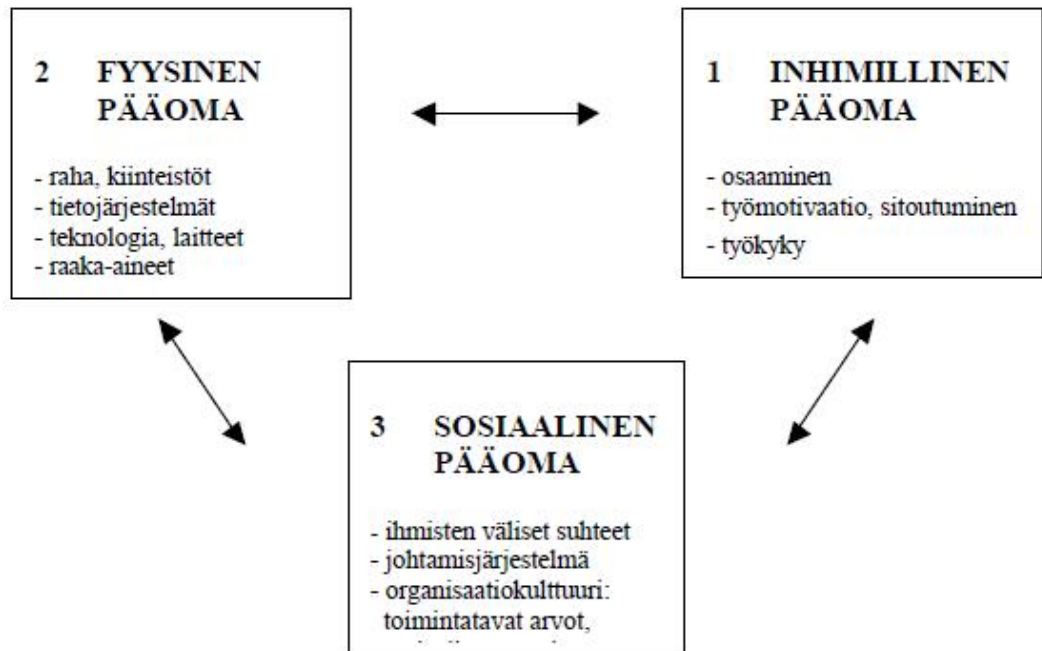 2 FYYSINEN
PÄÄOMA
- raha, kiinteistöt
- tietojärjestelmät
- teknologia, laitteet
- raaka-aineet
1 INHIMILLINEN
PÄÄOMA
- osaaminen
- työmotivaatio, sitoutuminen
- työkyky
3 SOSIAALINEN
PÄÄOMA
- ihmisten väliset suhteet
- johtamisjärjestelmä
- organisaatiokulttuuri:
toimintatavat arvot,